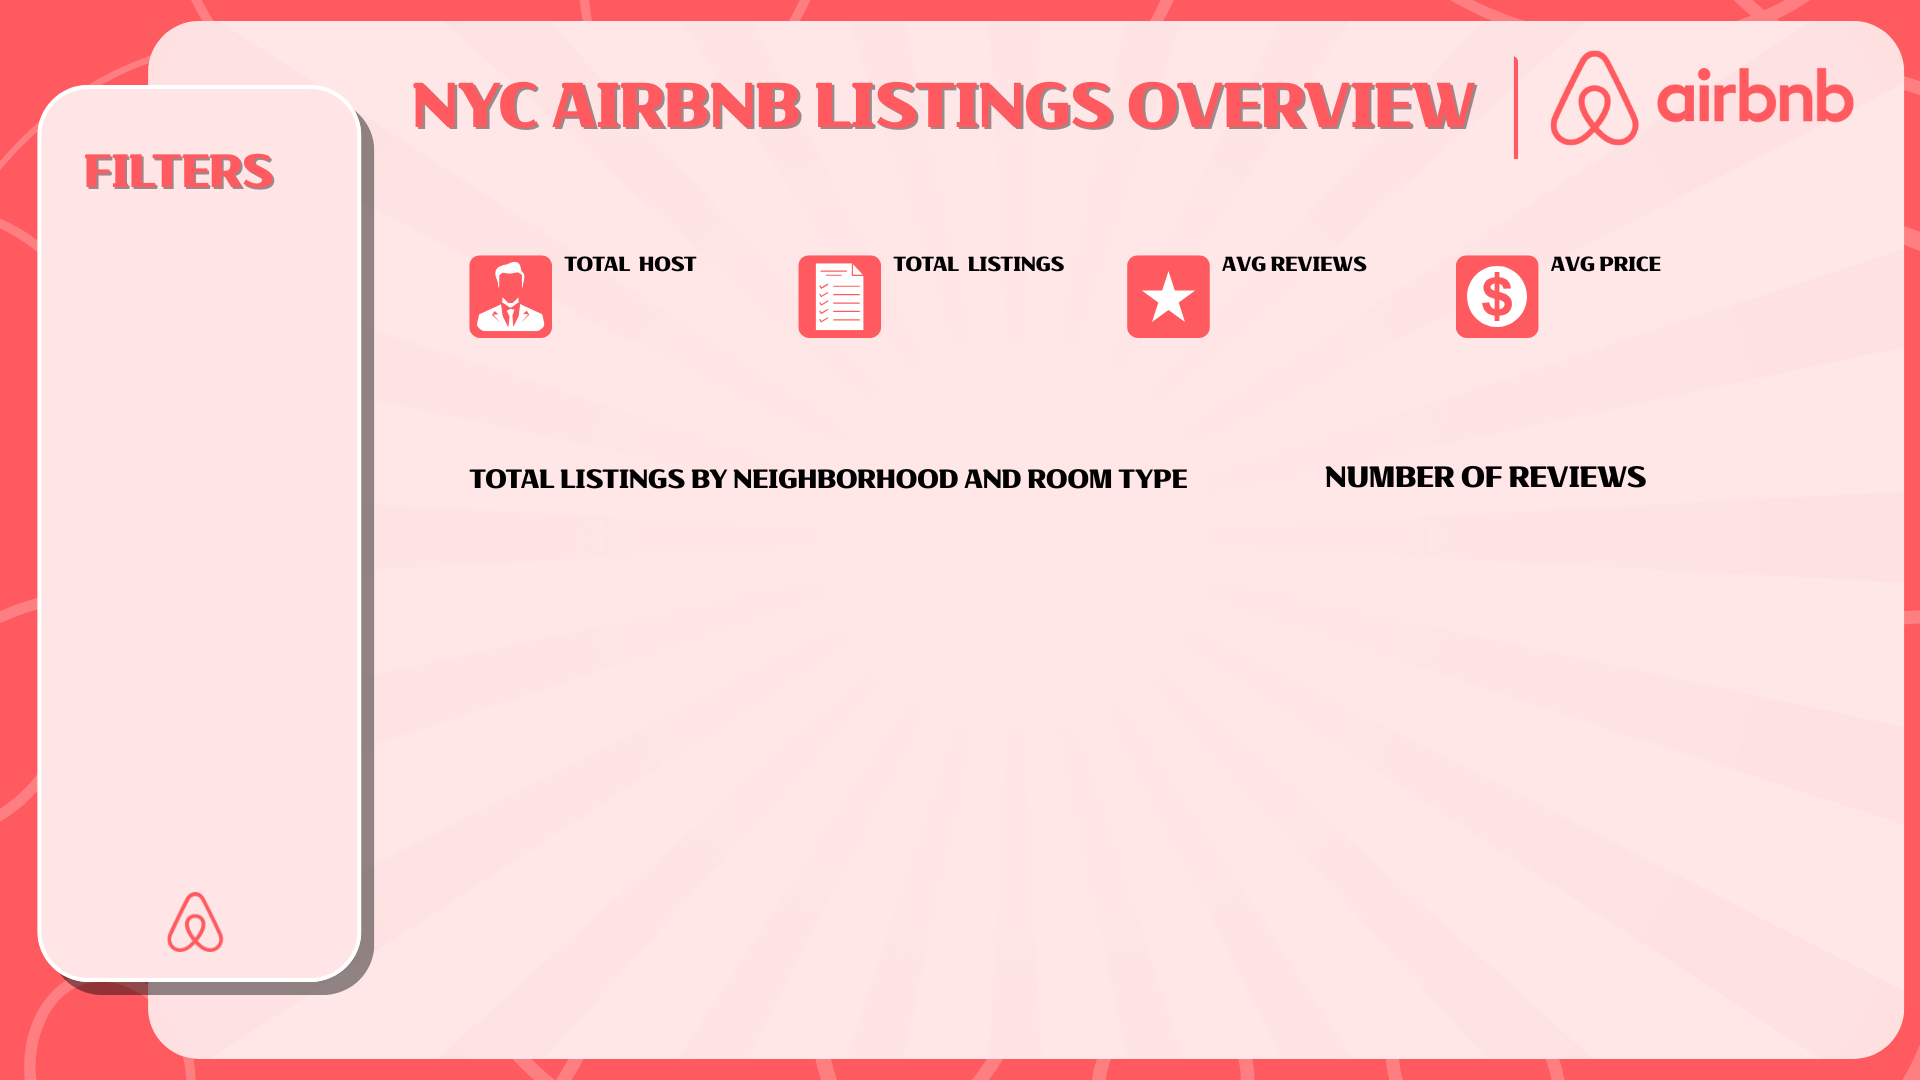 NYC AIRBNB LISTINGS OVERVIEW
airbnb
FILTERS
TOTAL HOST
TOTAL LISTINGS
AVG REVIEWS
AVG PRICE
$
TOTAL LISTINGS BY NEIGHBORHOOD AND ROOM TYPE
NUMBER OF REVIEWS